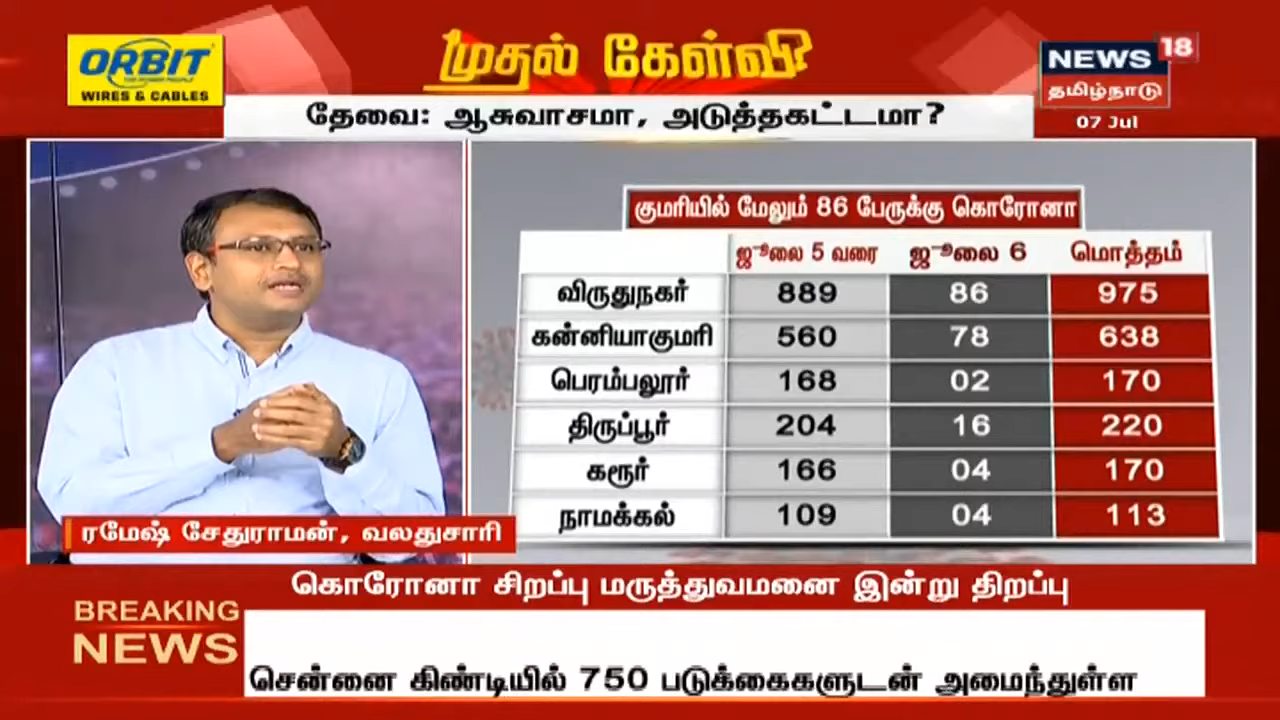 ORBIT
WIRES & CABLES
முதல் கேள்வி?
NEWS 18
தமிழ்நாடு
07 Jul
தேவை: ஆசுவாசமா, அடுத்தகட்டமா?
குமரியில் மேலும் 86 பேருக்கு கொரோனா
ஜூலை 5 வரை ஜூலை 6 மொத்தம்
விருதுநகர் 889 86 975
கன்னியாகுமரி 560 78 638
பெரம்பலூர் 168 02 170
திருப்பூர் 204 16 220
கரூர் 166 04 170
நாமக்கல் 109 04 113
ரமேஷ் சேதுராமன், வலதுசாரி
கொரோனா சிறப்பு மருத்துவமனை இன்று திறப்பு
BREAKING
NEWS
சென்னை கிண்டியில் 750 படுக்கைகளுடன் அமைந்துள்ள